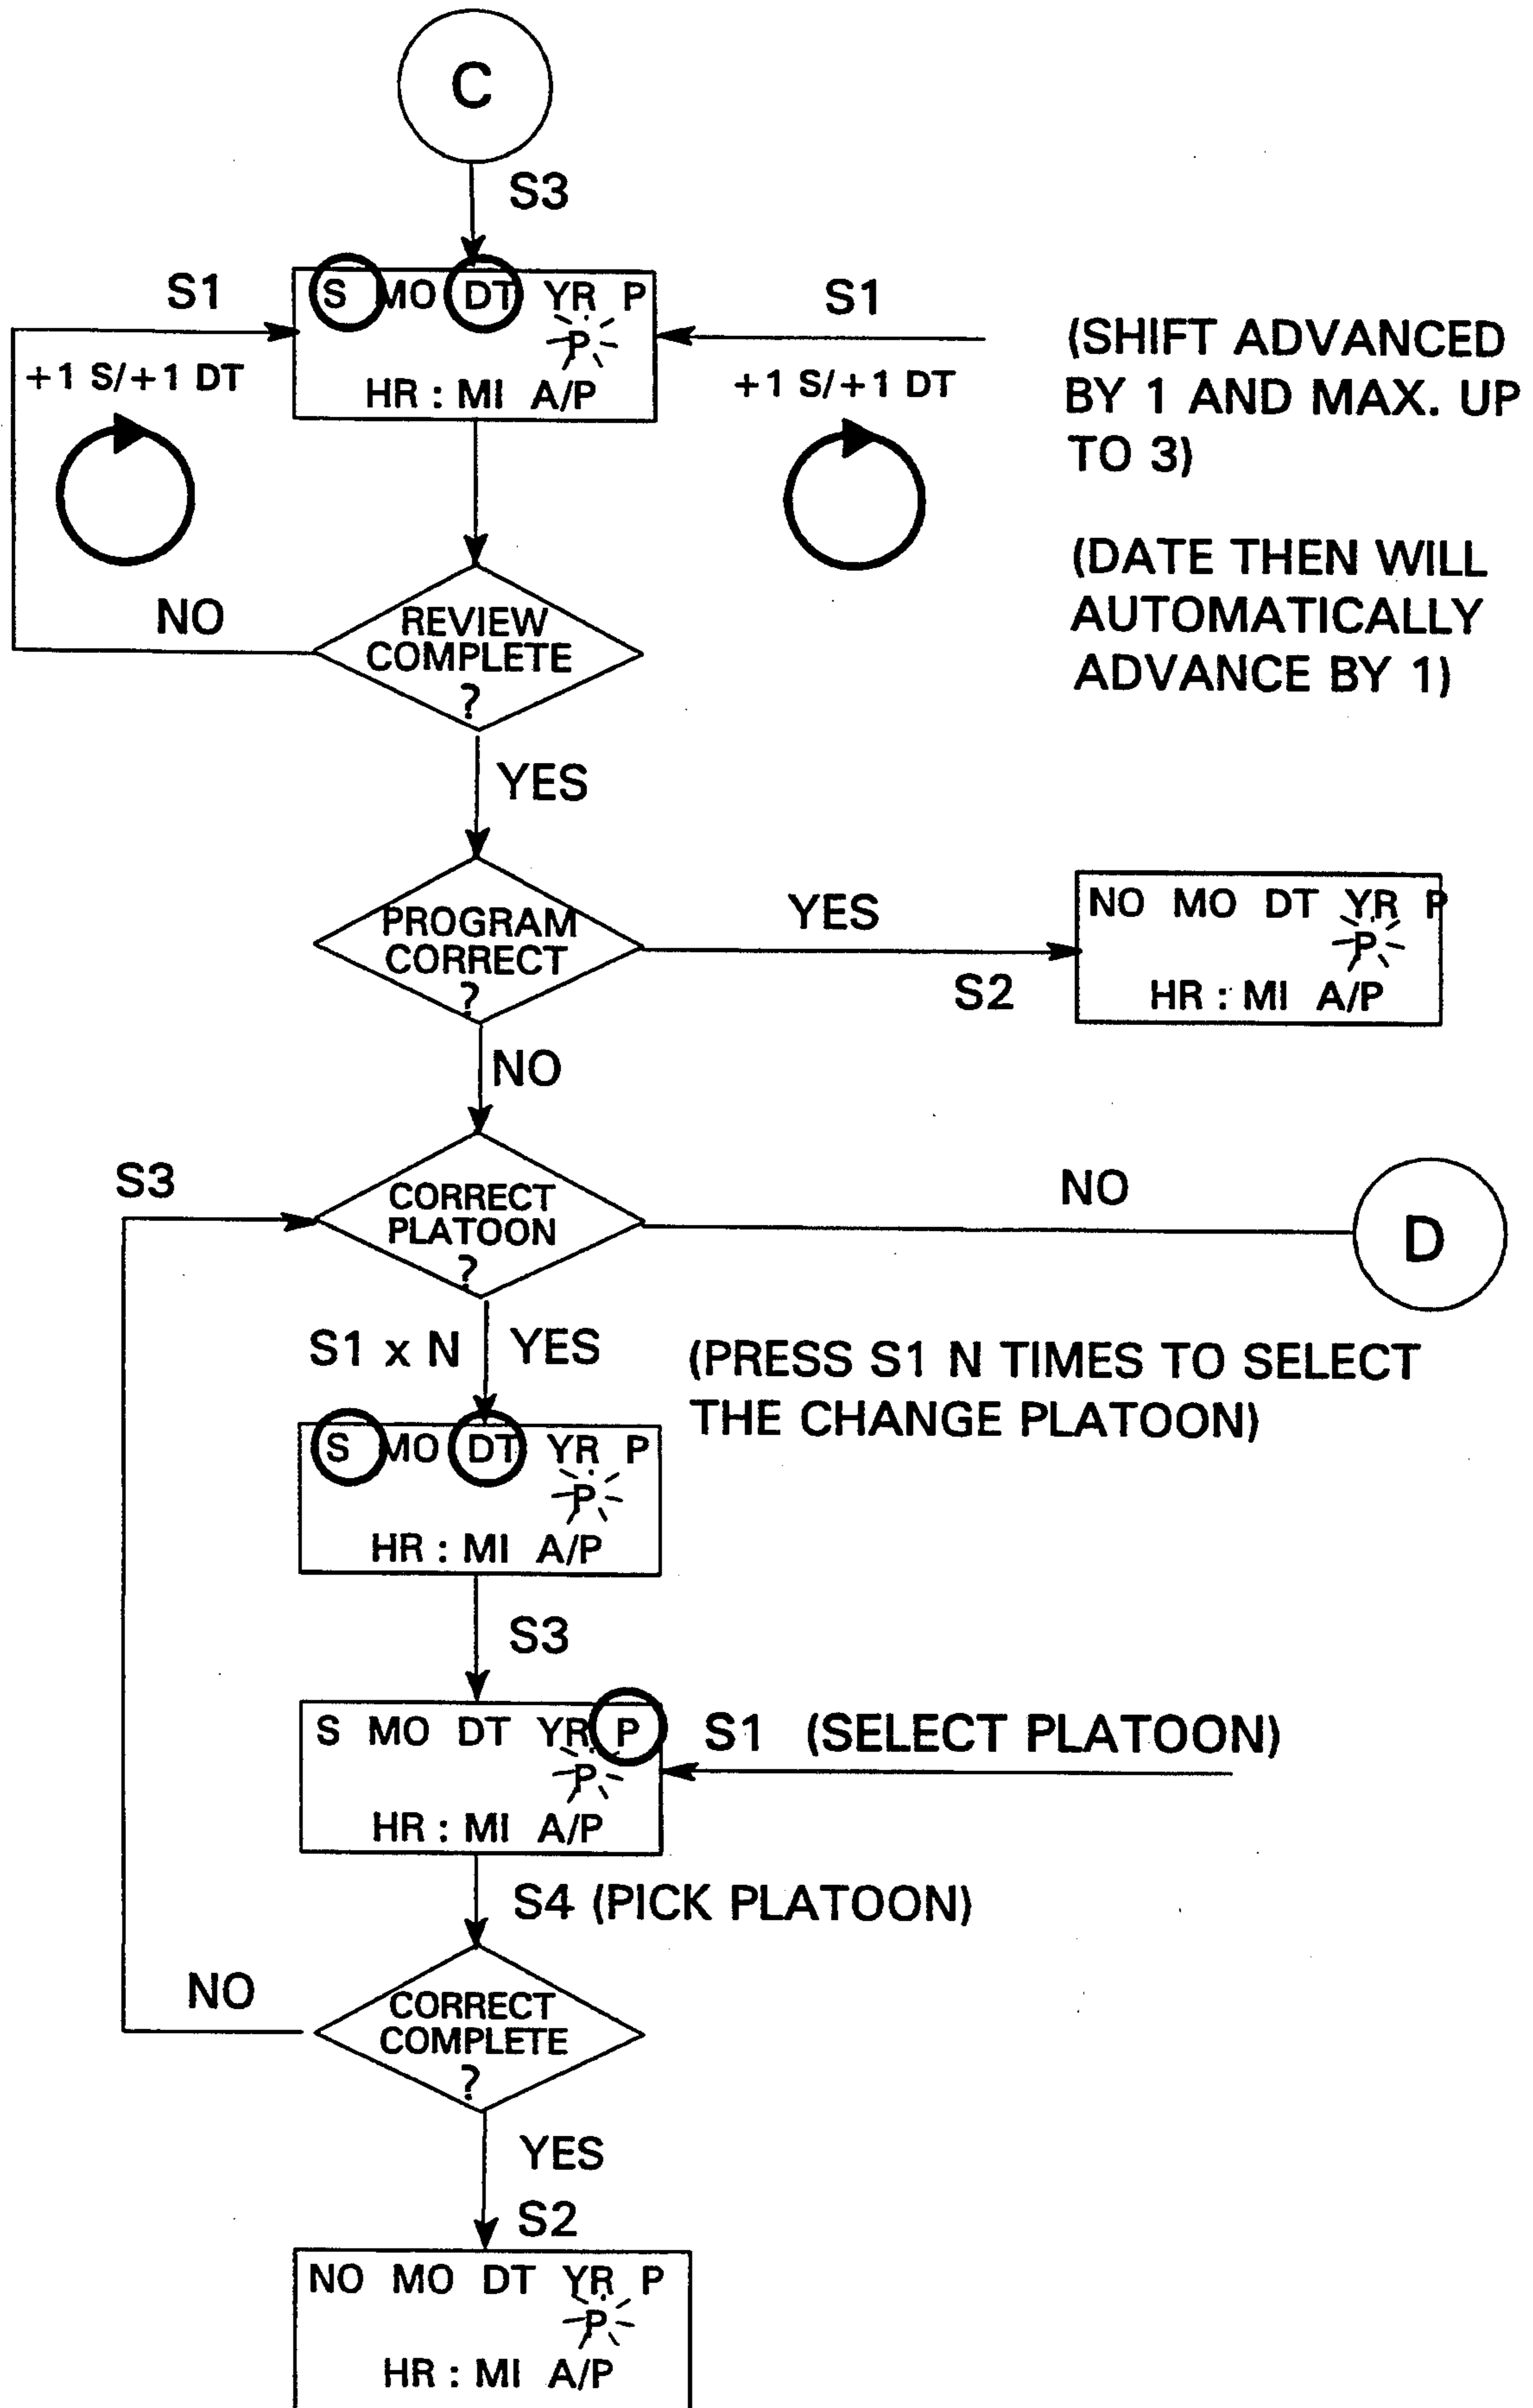 C
S3
S1
S MO DT YR P
S1
P
+1 S/+1 DT
HR : MI A/P
+1 S/+1 DT
(SHIFT ADVANCED
BY 1 AND MAX. UP
TO 3)
(DATE THEN WILL
AUTOMATICALLY
ADVANCE BY 1)
NO
REVIEW
COMPLETE
?
YES
PROGRAM
CORRECT
?
YES
S2
NO MO DT YR P
P
HR : MI A/P
NO
S3
CORRECT
PLATOON
?
NO
D
S1 x N
YES
(PRESS S1 N TIMES TO SELECT
THE CHANGE PLATOON)
S MO DT YR P
P
HR : MI A/P
S3
S MO DT YR P
P
HR : MI A/P
S1 (SELECT PLATOON)
S4 (PICK PLATOON)
NO
CORRECT
COMPLETE
?
YES
S2
NO MO DT YR P
P
HR : MI A/P